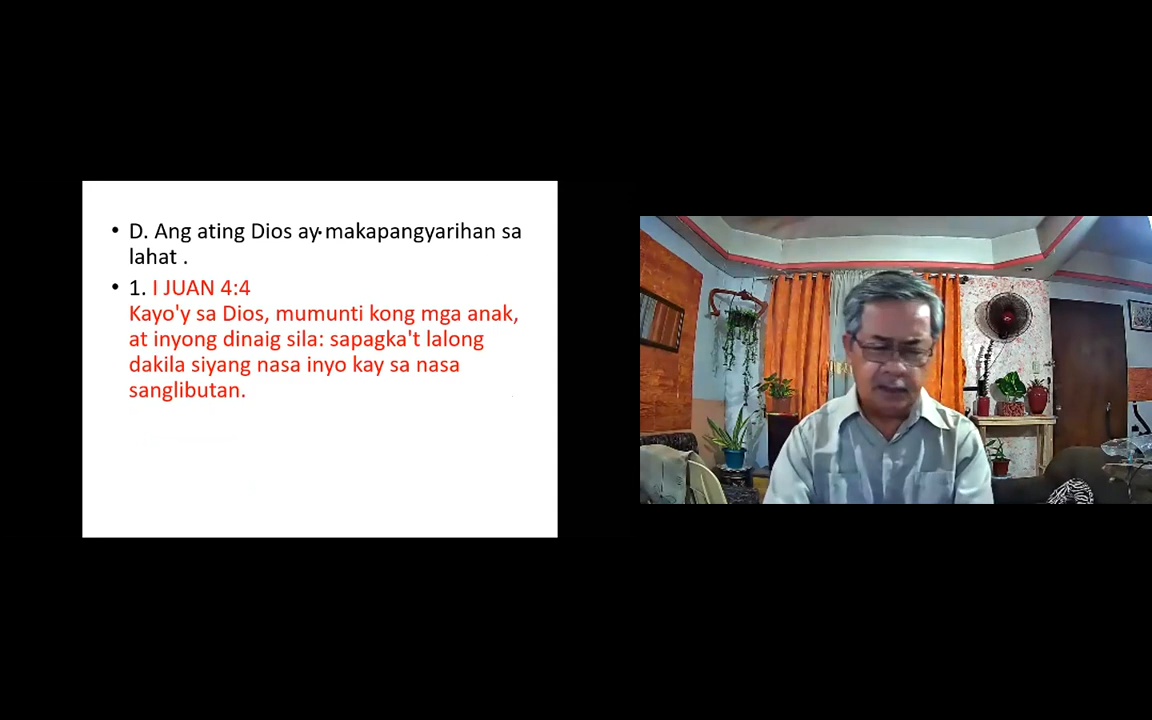 • D. Ang ating Dios ay makapangyarihan sa
lahat .
• 1. I JUAN 4:4
Kayo'y sa Dios, mumunti kong mga anak,
at inyong dinaig sila: sapagka't lalong
dakila siyang nasa inyo kay sa nasa
sanglibutan.